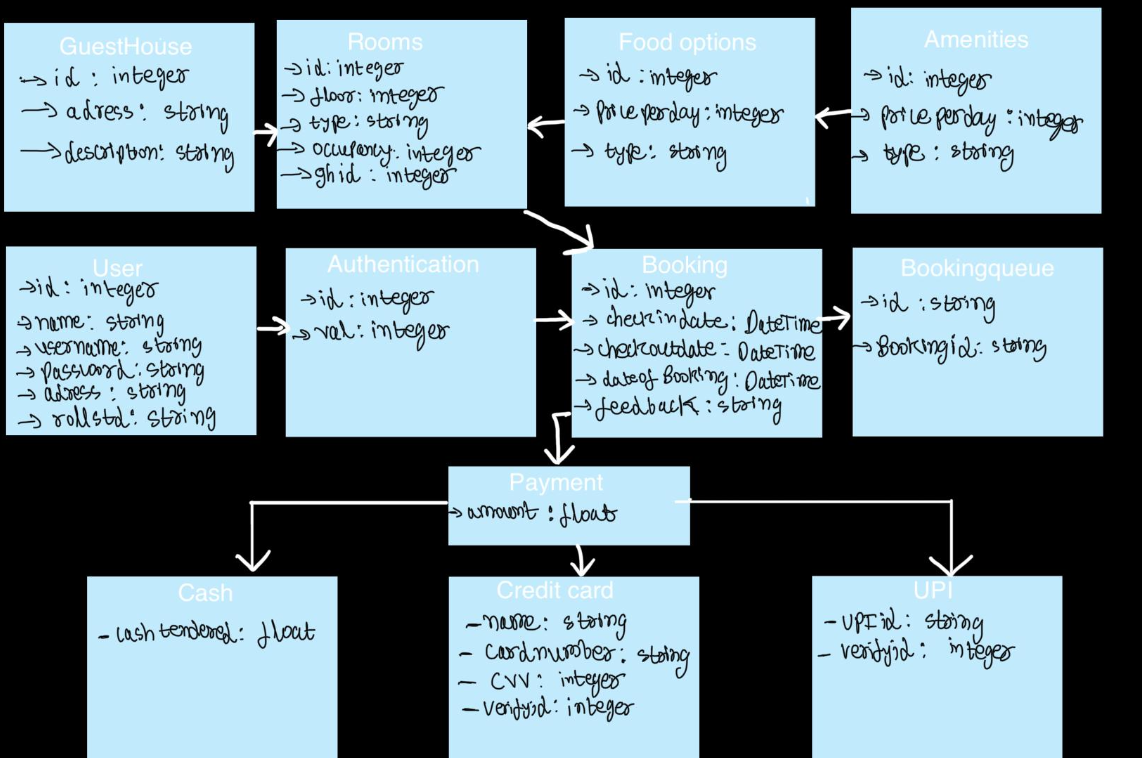 GuestHouse
→ id : integer
→ adress : string
→ description : string
Rooms
→ id : integer
→ floor : integer
→ type : string
→ occupancy : integer
→ ghid : integer
Food options
→ id : integer
→ price perday : integer
→ type : string
Amenities
→ id : integer
→ price perday : integer
→ type : string
User
→ id : integer
→ name : string
→ username : string
→ password : string
→ adress : string
→ rollstd : string
Authentication
→ id : integer
→ val : integer
Booking
→ id : integer
→ checkindate : DateTime
→ checkoutdate = DateTime
→ dateof Booking : DateTime
→ feedback : string
Bookingqueue
→ id : string
→ Bookingid : string
Payment
→ amount : float
Cash
- cash tendered : float
Credit card
- name : string
- Cardnumber : string
- CVV : integer
- Verifyid : integer
UPI
- UPI id : string
- Verifyid : integer